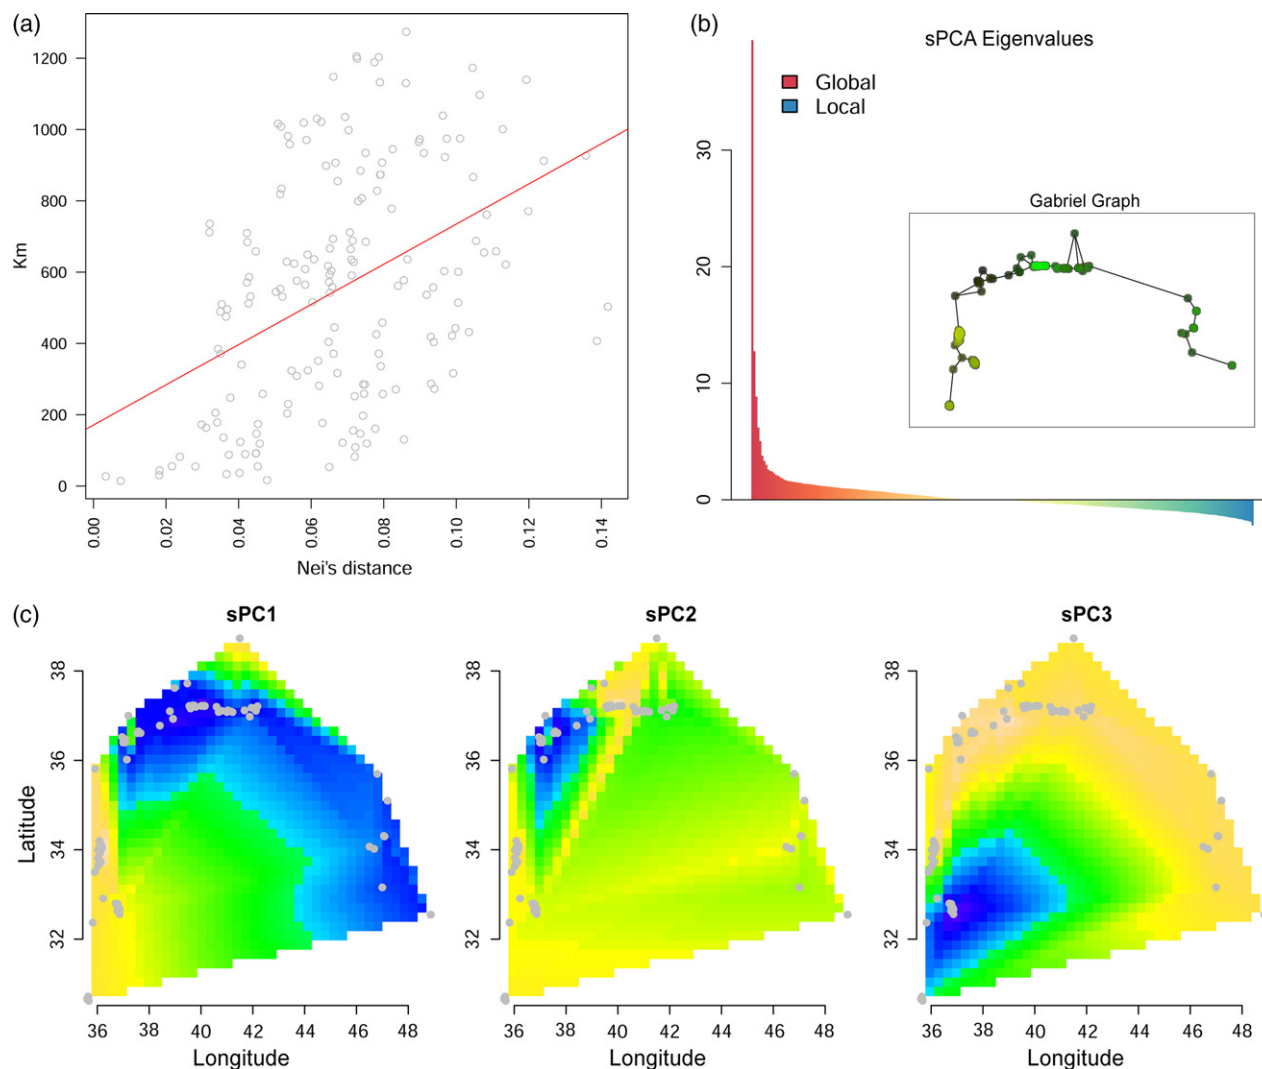 (a)
1200
1000
800
600
400
200
0
Km
0.00 0.02 0.04 0.06 0.08 0.10 0.12 0.14
Nei's distance
(b)
sPCA Eigenvalues
Global
Local
30
20
10
0
Gabriel Graph
(c)
sPC1
38
36
34
32
Latitude
36 38 40 42 44 46 48
Longitude
sPC2
38
36
34
32
36 38 40 42 44 46 48
Longitude
sPC3
38
36
34
32
36 38 40 42 44 46 48
Longitude